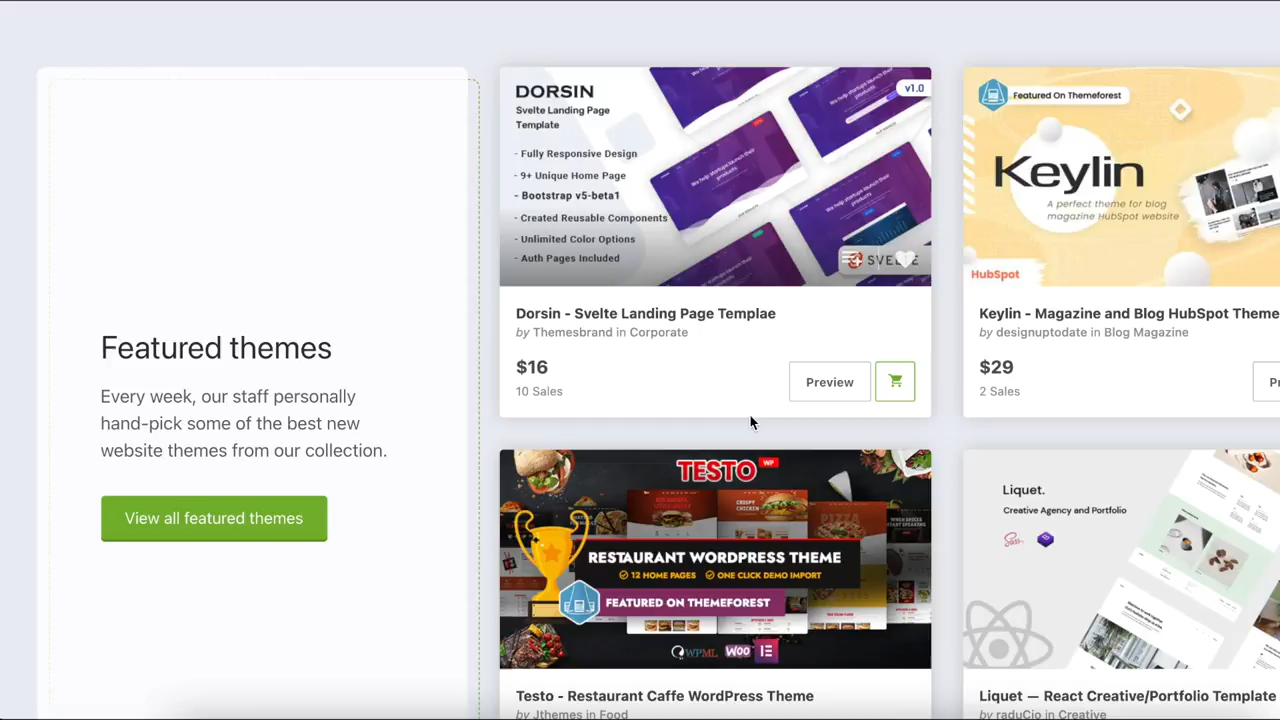 Featured themes
Every week, our staff personally
hand-pick some of the best new
website themes from our collection.
View all featured themes
DORSIN
Svelte Landing Page
Template
- Fully Responsive Design
- 9+ Unique Home Page
- Bootstrap v5-beta1
- Created Reusable Components
- Unlimited Color Options
- Auth Pages Included
v1.0
SVELTE
Dorsin - Svelte Landing Page Templae
by Themesbrand in Corporate
$16
10 Sales
Preview
Featured On Themeforest
Keylin
A perfect theme for blog
magazine HubSpot website
HubSpot
Keylin - Magazine and Blog HubSpot Theme
by designuptodate in Blog Magazine
$29
2 Sales
TESTO
WP
RESTAURANT WORDPRESS THEME
12 HOME PAGES ONE CLICK DEMO IMPORT
FEATURED ON THEMEFOREST
WPML WOO
Testo - Restaurant Caffe WordPress Theme
by Jthemes in Food
Liquet.
Creative Agency and Portfolio
Sass
Liquet — React Creative/Portfolio Template
by raduCio in Creative